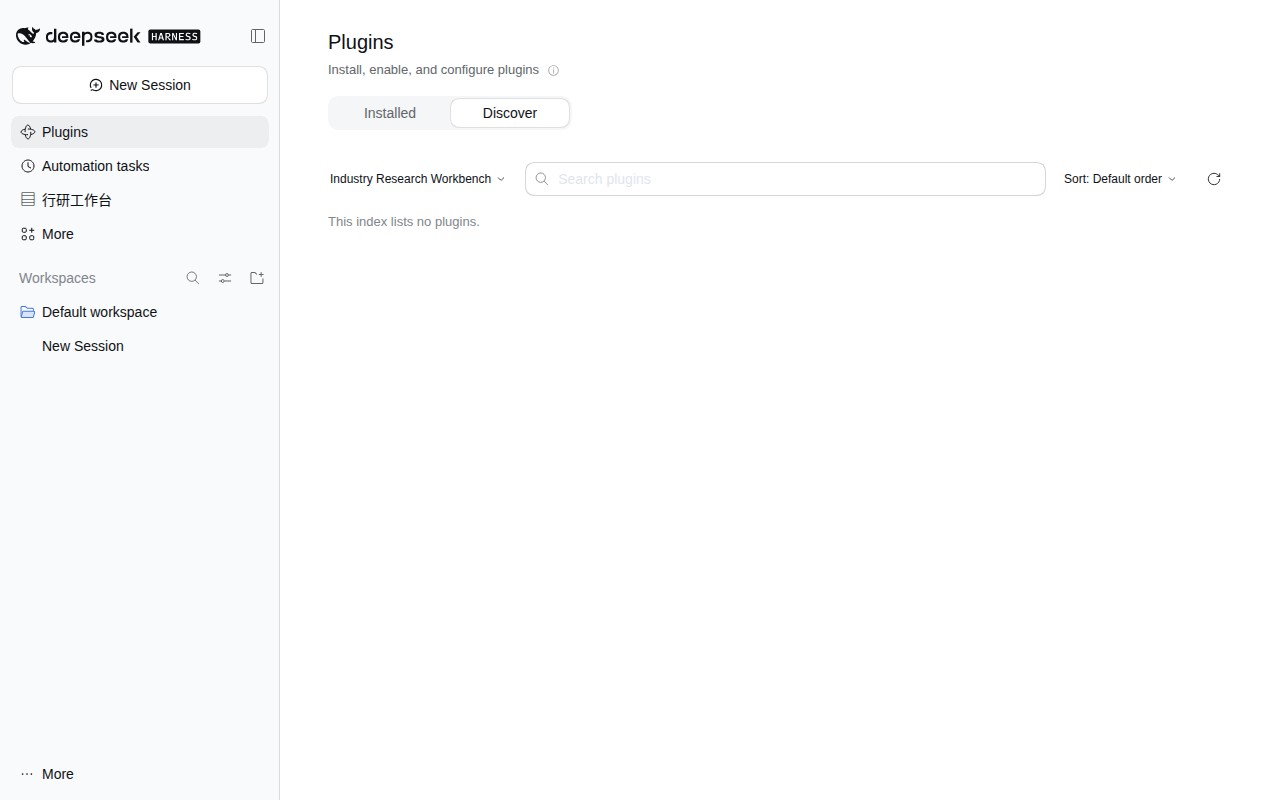 deepseek HARNESS
New Session
Plugins
Automation tasks
行研工作台
More
Workspaces
Default workspace
New Session
More
Plugins
Install, enable, and configure plugins
Installed
Discover
Industry Research Workbench
Search plugins
Sort: Default order
This index lists no plugins.